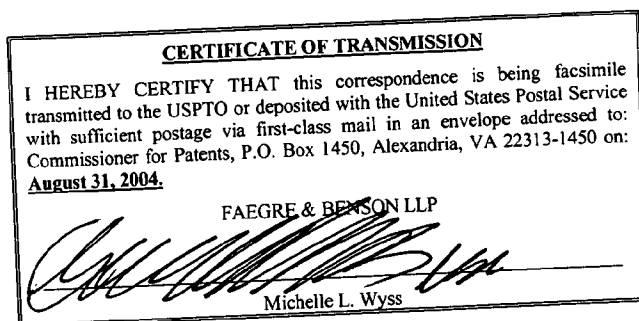 CERTIFICATE OF TRANSMISSION
I HEREBY CERTIFY THAT this correspondence is being facsimile
transmitted to the USPTO or deposited with the United States Postal Service
with sufficient postage via first-class mail in an envelope addressed to:
Commissioner for Patents, P.O. Box 1450, Alexandria, VA 22313-1450 on:
August 31, 2004.
FAEGRE & BENSON LLP
Michelle L. Wyss